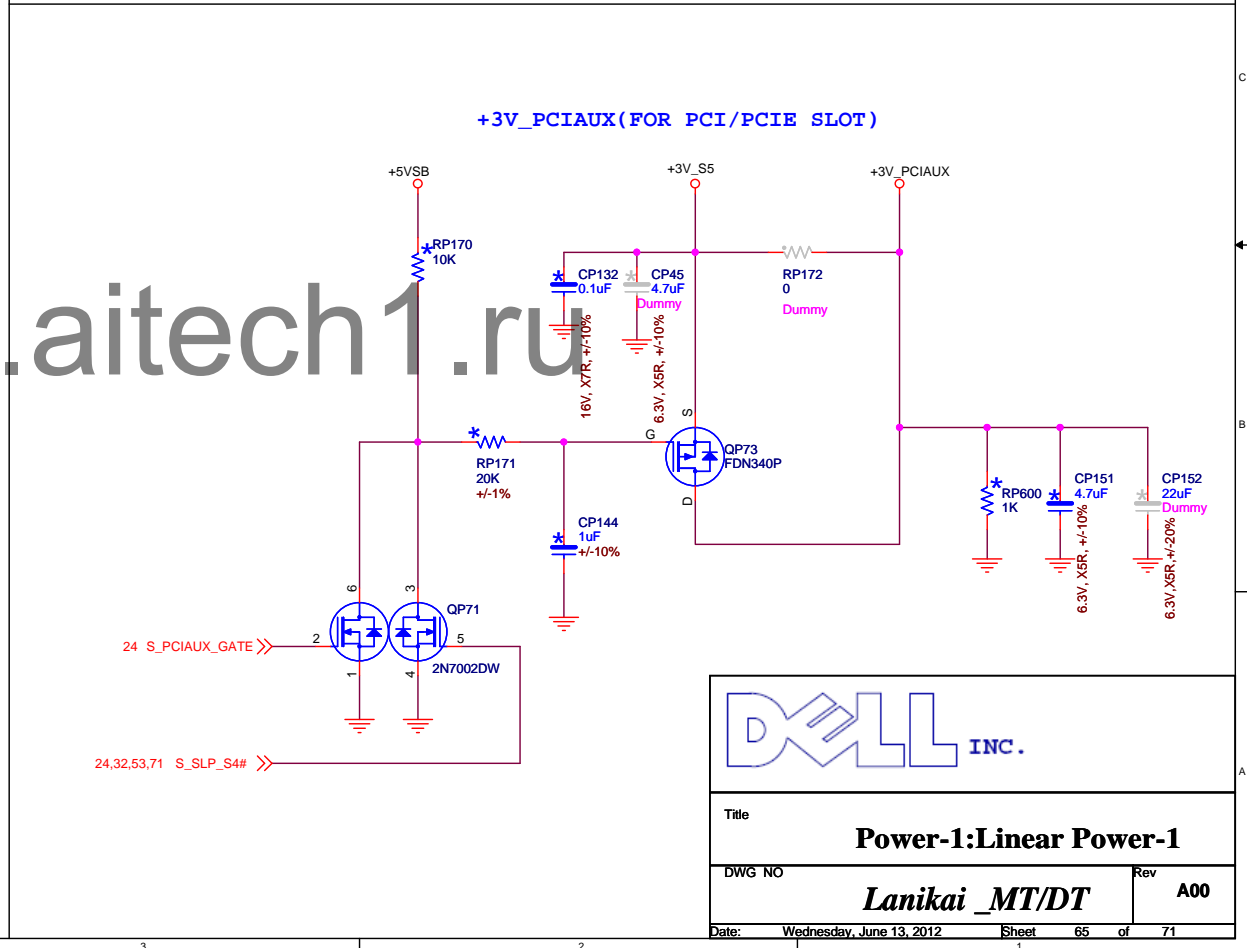 C
+3V_PCIAUX(FOR PCI/PCIE SLOT)
+5VSB
+3V_S5
+3V_PCIAUX
* RP170
10K
* CP132
0.1uF
16V, X7R, +/-10%
* CP45
4.7uF
Dummy
6.3V, X5R, +/-10%
* RP172
0
Dummy
.aitech1.ru
B
* RP171
20K
+/-1%
G
S
D
QP73
FDN340P
* CP144
1uF
+/-10%
* RP600
1K
* CP151
4.7uF
6.3V, X5R, +/-10%
* CP152
22uF
Dummy
6.3V,X5R,+/-20%
6
3
QP71
24 S_PCIAUX_GATE
2
5
1
4
2N7002DW
24,32,53,71 S_SLP_S4#
A
DELL INC.
Title
Power-1:Linear Power-1
DWG NO
Lanikai _MT/DT
Rev
A00
Date: Wednesday, June 13, 2012 Sheet 65 of 71
3
2
1